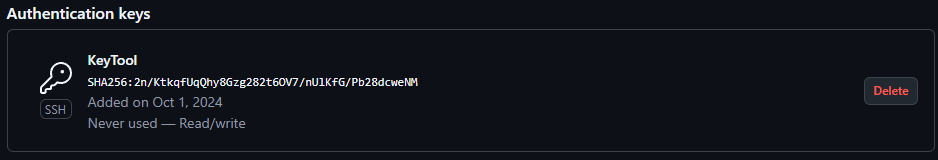 Authentication keys
KeyTool
SHA256:2n/KtkqfUqQhy8Gzg282t6OV7/nUlKfG/Pb28dcweNM
Added on Oct 1, 2024
Never used — Read/write
SSH
Delete